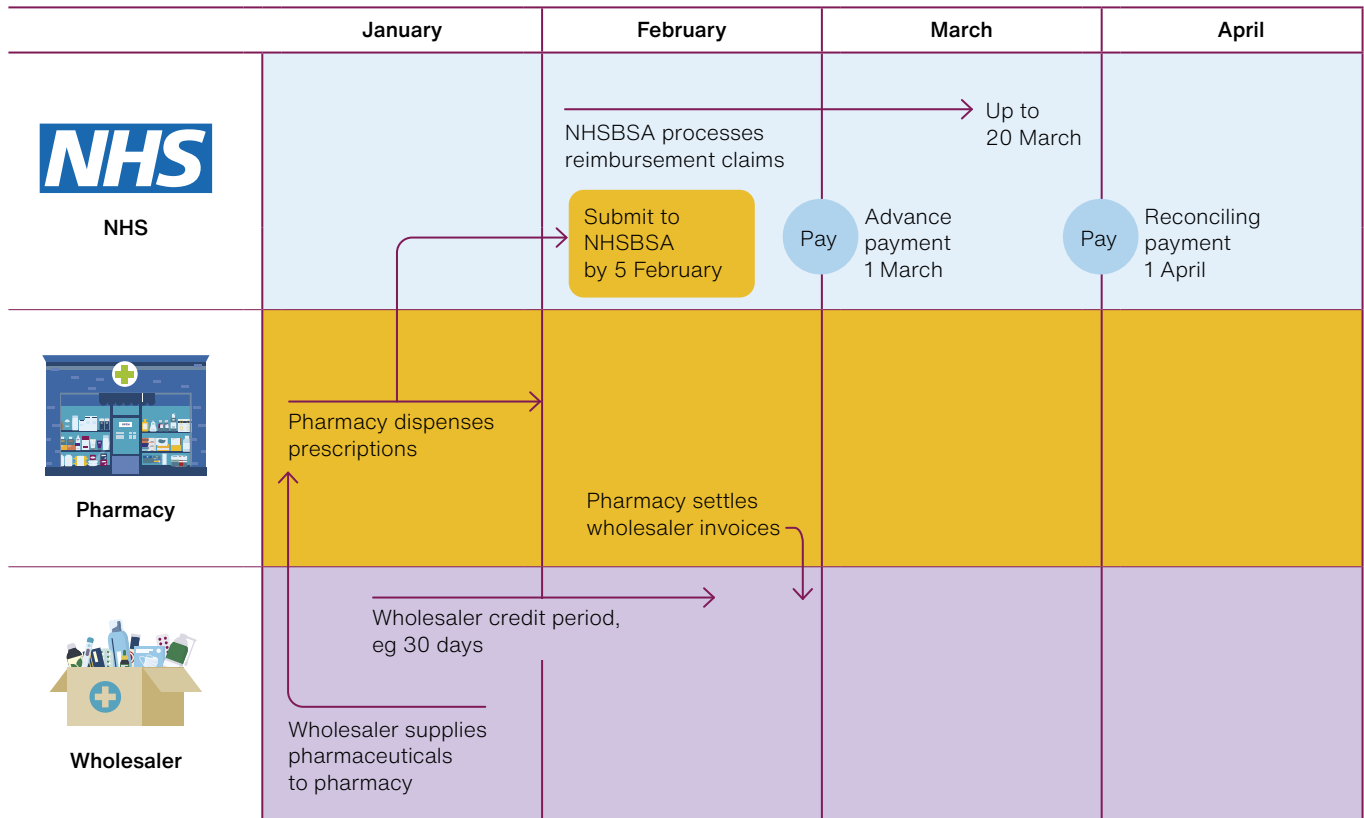 January
February
March
April
NHS
NHS
NHSBSA processes
reimbursement claims
Up to
20 March
Submit to
NHSBSA
by 5 February
Pay
Advance
payment
1 March
Pay
Reconciling
payment
1 April
OPEN
Pharmacy
Pharmacy dispenses
prescriptions
Pharmacy settles
wholesaler invoices
Wholesaler
Wholesaler credit period,
eg 30 days
Wholesaler supplies
pharmaceuticals
to pharmacy